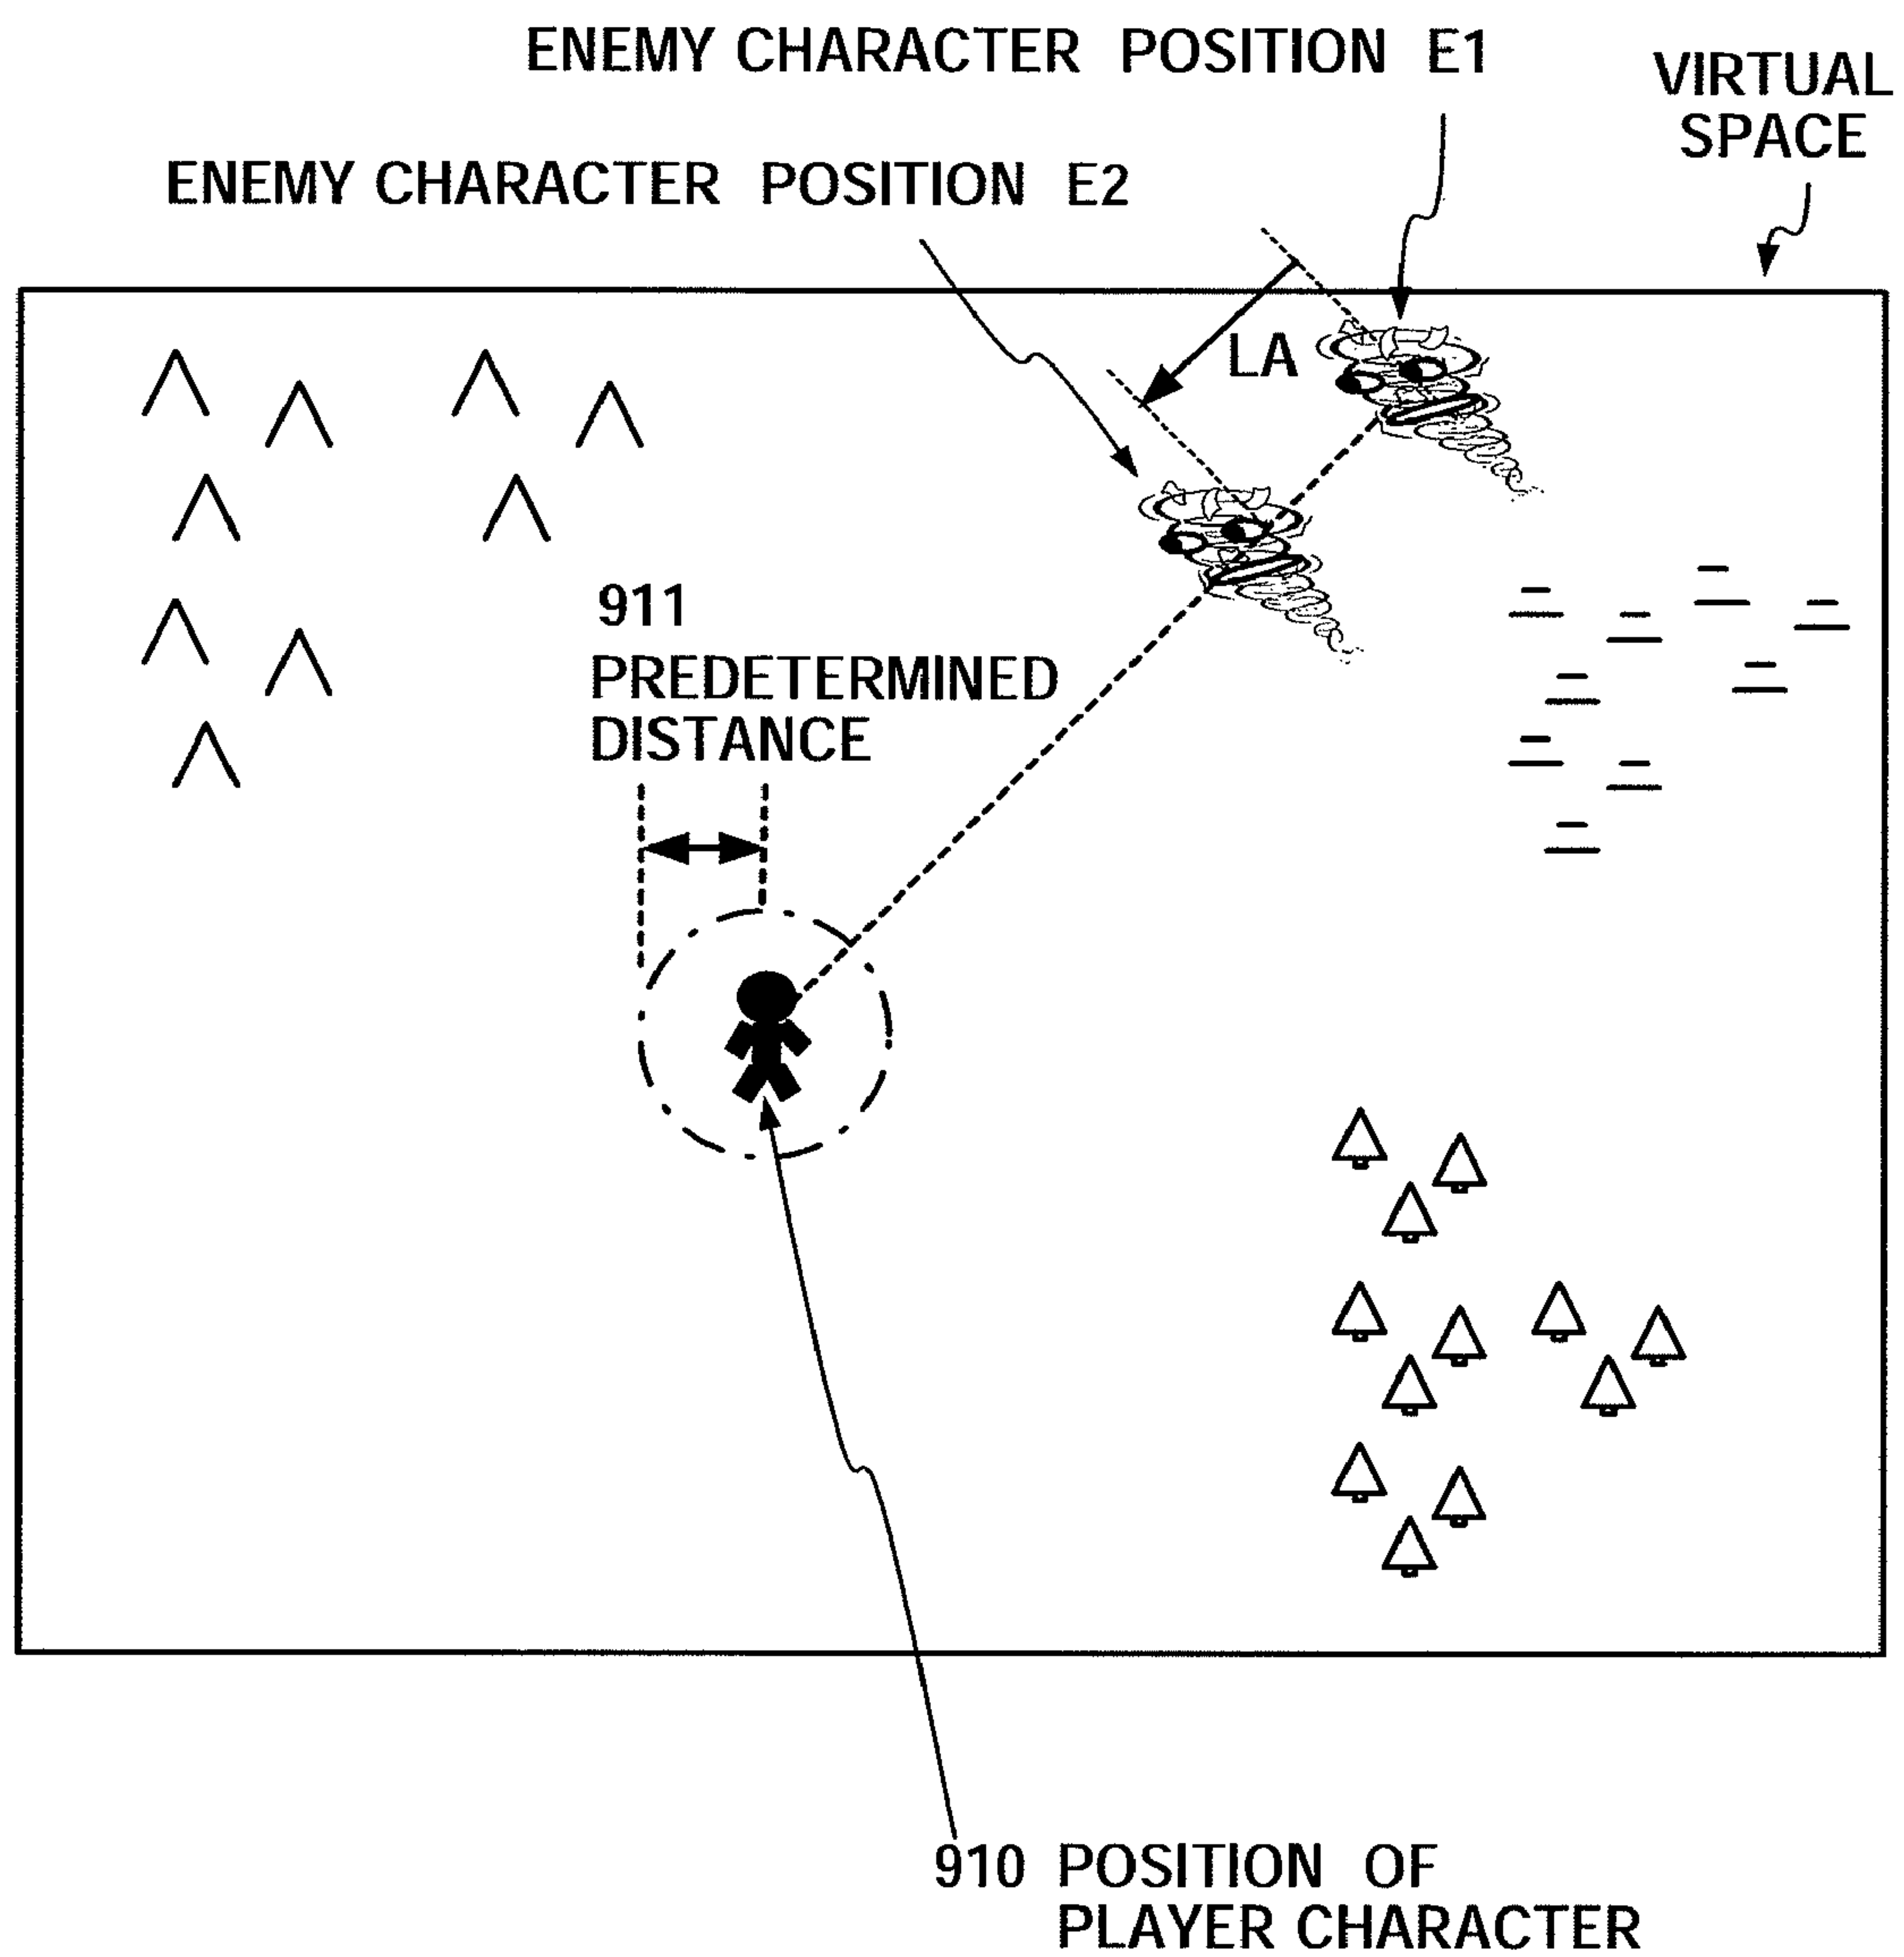 ENEMY CHARACTER POSITION E1
VIRTUAL
SPACE
ENEMY CHARACTER POSITION E2
LA
911
PREDETERMINED
DISTANCE
910 POSITION OF
PLAYER CHARACTER